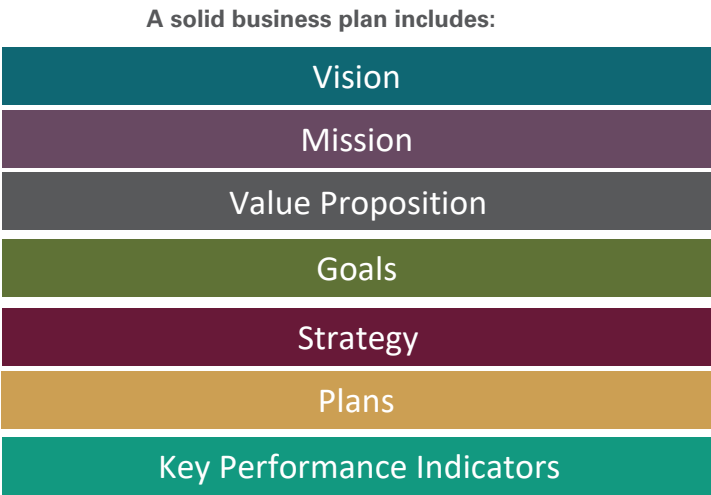 A solid business plan includes:
Vision
Mission
Value Proposition
Goals
Strategy
Plans
Key Performance Indicators